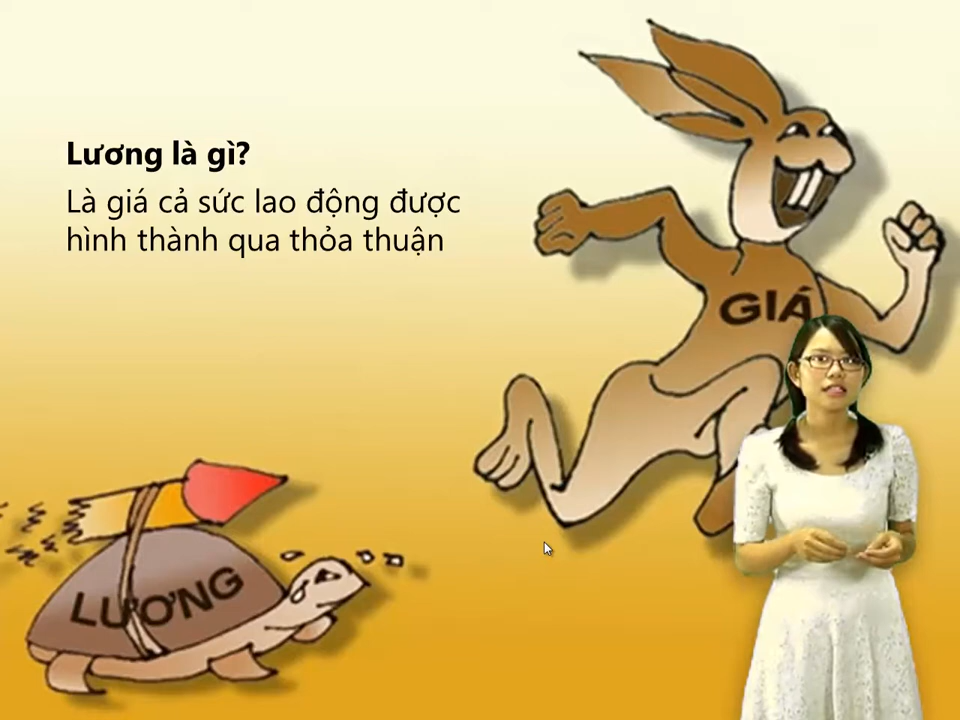 Lương là gì?
Là giá cả sức lao động được
hình thành qua thỏa thuận
GIÁ
LƯƠNG